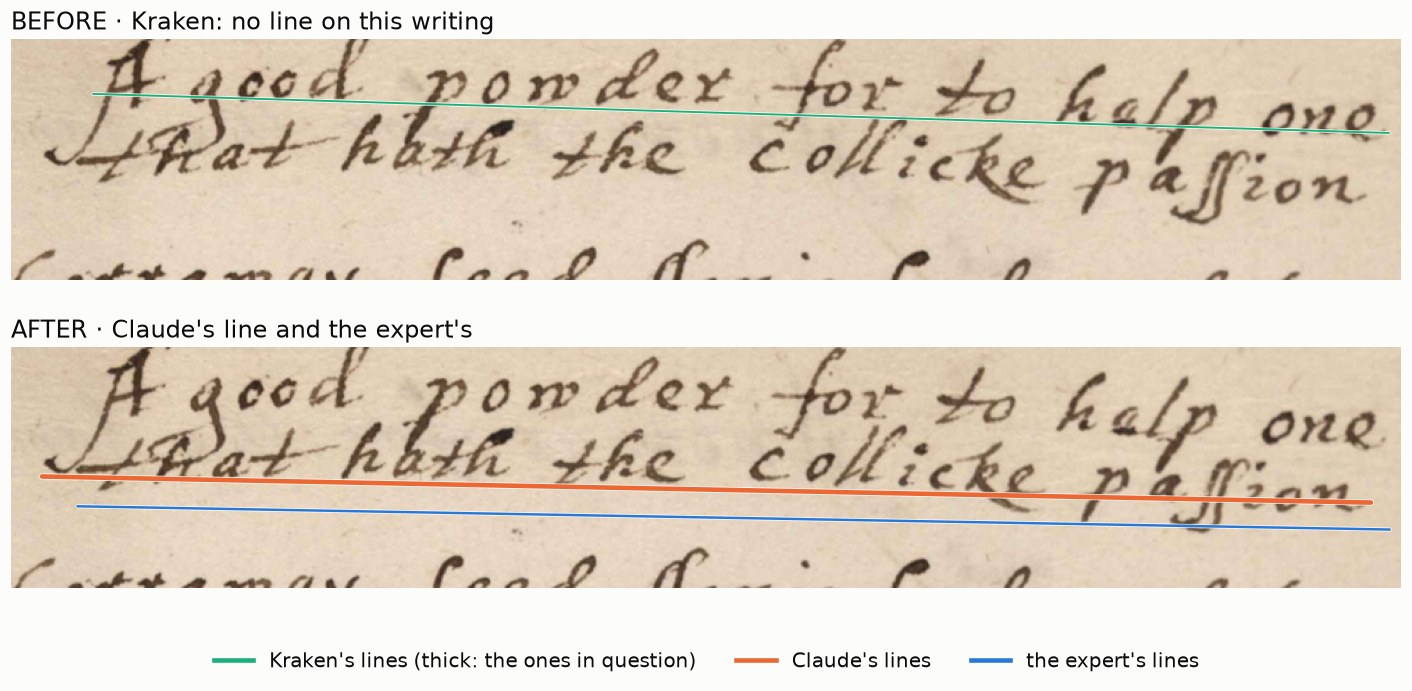 BEFORE · Kraken: no line on this writing
A good powder for to help one
that hath the Collicke passion
AFTER · Claude's line and the expert's
A good powder for to help one
that hath the Collicke passion
Kraken's lines (thick: the ones in question)
Claude's lines
the expert's lines